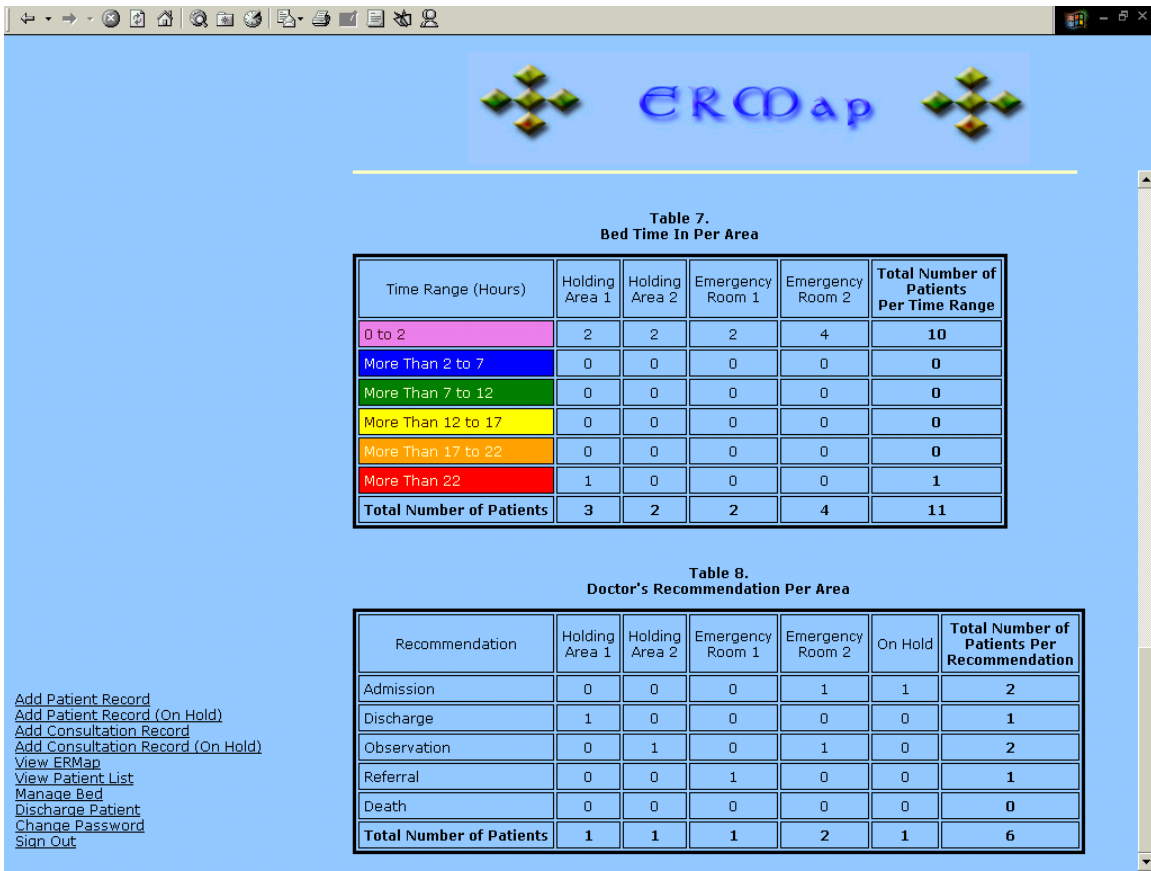 ERMap
Table 7.
Bed Time In Per Area
Time Range (Hours) Holding Area 1 Holding Area 2 Emergency Room 1 Emergency Room 2 Total Number of Patients Per Time Range
0 to 2 2 2 2 4 10
More Than 2 to 7 0 0 0 0 0
More Than 7 to 12 0 0 0 0 0
More Than 12 to 17 0 0 0 0 0
More Than 17 to 22 0 0 0 0 0
More Than 22 1 0 0 0 1
Total Number of Patients 3 2 2 4 11
Table 8.
Doctor's Recommendation Per Area
Recommendation Holding Area 1 Holding Area 2 Emergency Room 1 Emergency Room 2 On Hold Total Number of Patients Per Recommendation
Admission 0 0 0 1 1 2
Discharge 1 0 0 0 0 1
Observation 0 1 0 1 0 2
Referral 0 0 1 0 0 1
Death 0 0 0 0 0 0
Total Number of Patients 1 1 1 2 1 6
Add Patient Record
Add Patient Record (On Hold)
Add Consultation Record
Add Consultation Record (On Hold)
View ERMap
View Patient List
Manage Bed
Discharge Patient
Change Password
Sign Out